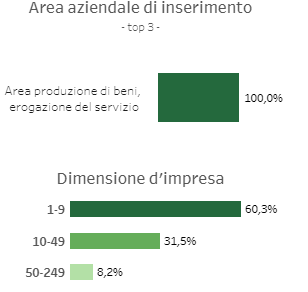 Area aziendale di inserimento
- top 3 -
Area produzione di beni,
erogazione del servizio
100,0%
Dimensione d'impresa
1-9 60,3%
10-49 31,5%
50-249 8,2%